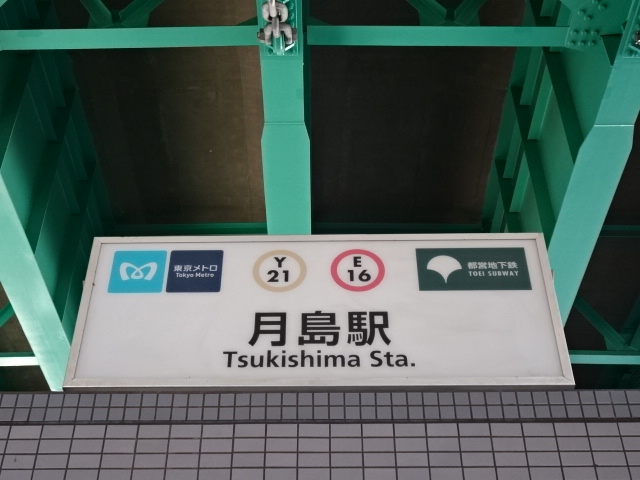 東京メトロ
Tokyo Metro
Y
21
E
16
都営地下鉄
TOEI SUBWAY
月島駅
Tsukishima Sta.